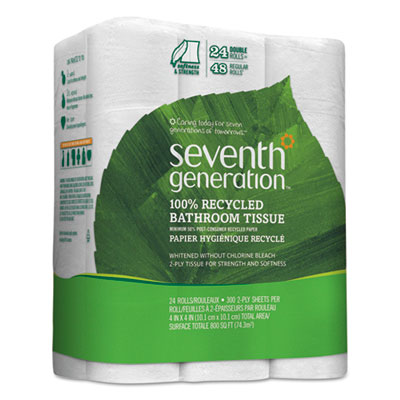 24 DOUBLE
ROLLS
48 REGULAR
ROLLS
softness
& STRENGTH
Caring today for seven
generations of tomorrows™
seventh
generation™
100% RECYCLED
BATHROOM TISSUE
MINIMUM 50% POST-CONSUMER RECYCLED PAPER
PAPIER HYGIÉNIQUE RECYCLÉ
WHITENED WITHOUT CHLORINE BLEACH
2-PLY TISSUE FOR STRENGTH AND SOFTNESS
24 ROLLS/ROULEAUX • 300 2-PLY SHEETS PER
ROLL/FEUILLES À 2-ÉPAISSEURS PAR ROULEAU
4 IN X 4 IN (10,1 cm x 10,1 cm) TOTAL AREA/
SURFACE TOTALE 800 SQ FT (74.3m²)